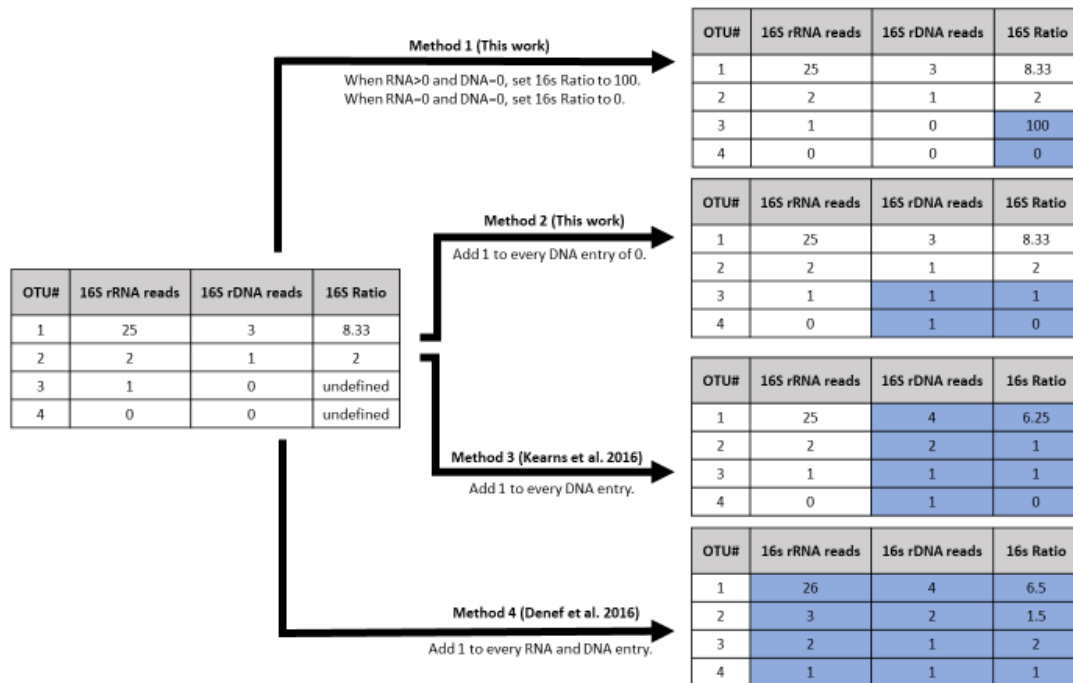 OTU# 16S rRNA reads 16S rDNA reads 16S Ratio
1 25 3 8.33
2 2 1 2
3 1 0 undefined
4 0 0 undefined
Method 1 (This work)
When RNA>0 and DNA=0, set 16s Ratio to 100.
When RNA=0 and DNA=0, set 16s Ratio to 0.
OTU# 16S rRNA reads 16S rDNA reads 16S Ratio
1 25 3 8.33
2 2 1 2
3 1 0 100
4 0 0 0
Method 2 (This work)
Add 1 to every DNA entry of 0.
OTU# 16S rRNA reads 16S rDNA reads 16S Ratio
1 25 3 8.33
2 2 1 2
3 1 1 1
4 0 1 0
Method 3 (Kearns et al. 2016)
Add 1 to every DNA entry.
OTU# 16S rRNA reads 16S rDNA reads 16s Ratio
1 25 4 6.25
2 2 2 1
3 1 1 1
4 0 1 0
Method 4 (Denef et al. 2016)
Add 1 to every RNA and DNA entry.
OTU# 16s rRNA reads 16s rDNA reads 16s Ratio
1 26 4 6.5
2 3 2 1.5
3 2 1 2
4 1 1 1